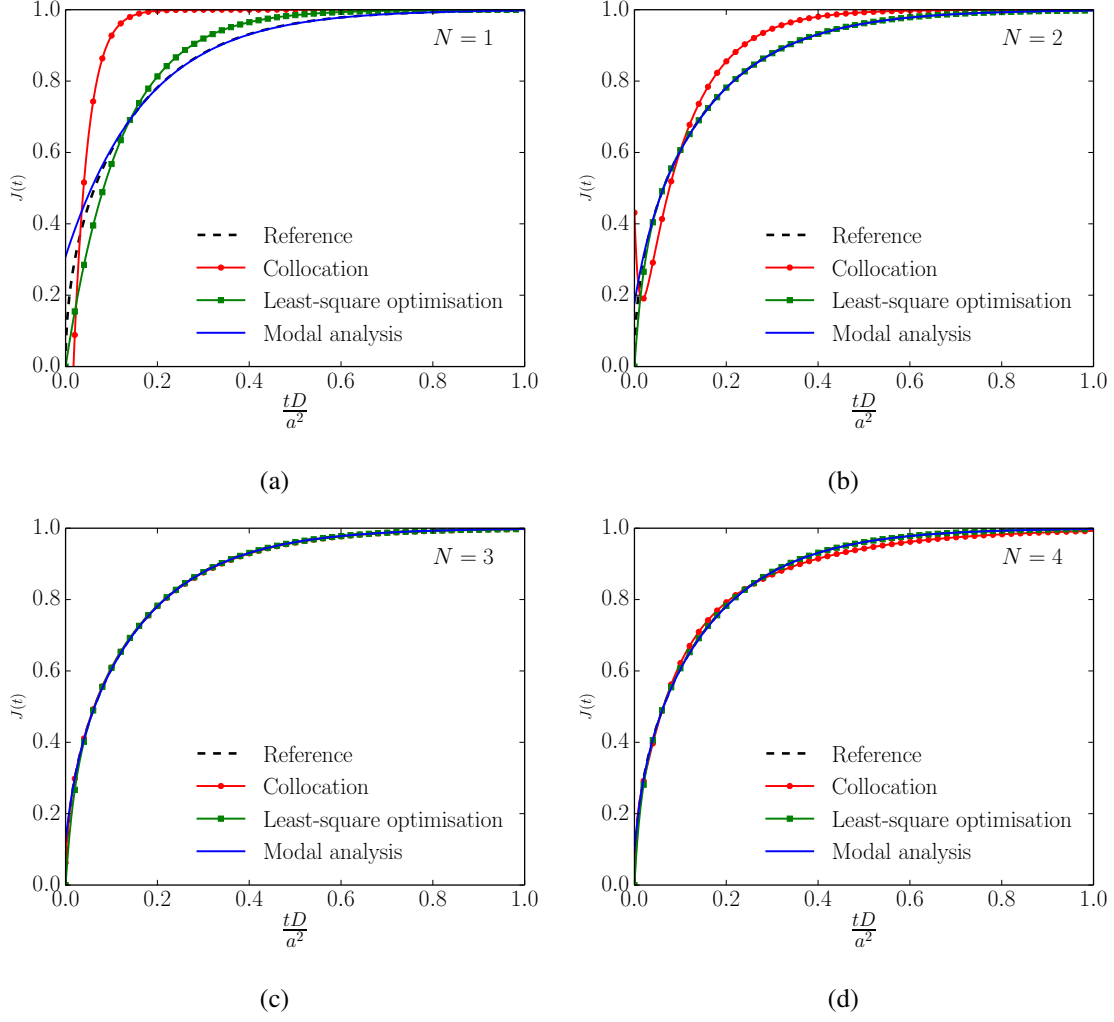 1.0
0.8
0.6
0.4
0.2
0.0
J(t)
N = 1
Reference
Collocation
Least-square optimisation
Modal analysis
0.0 0.2 0.4 0.6 0.8 1.0
tD
a²
(a)
1.0
0.8
0.6
0.4
0.2
0.0
J(t)
N = 2
Reference
Collocation
Least-square optimisation
Modal analysis
0.0 0.2 0.4 0.6 0.8 1.0
tD
a²
(b)
1.0
0.8
0.6
0.4
0.2
0.0
J(t)
N = 3
Reference
Collocation
Least-square optimisation
Modal analysis
0.0 0.2 0.4 0.6 0.8 1.0
tD
a²
(c)
1.0
0.8
0.6
0.4
0.2
0.0
J(t)
N = 4
Reference
Collocation
Least-square optimisation
Modal analysis
0.0 0.2 0.4 0.6 0.8 1.0
tD
a²
(d)